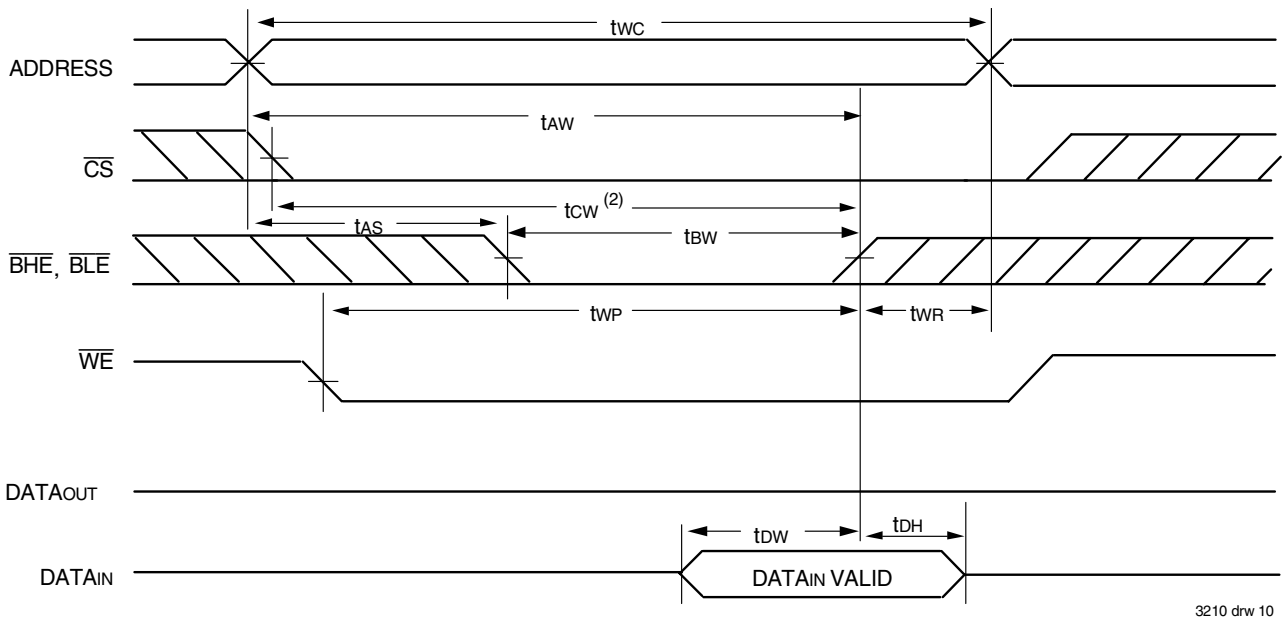 tWC
ADDRESS
tAW
CS
tCW (2)
tAS
tBW
BHE, BLE
tWP
tWR
WE
DATAOUT
tDW
tDH
DATAIN
DATAIN VALID
3210 drw 10